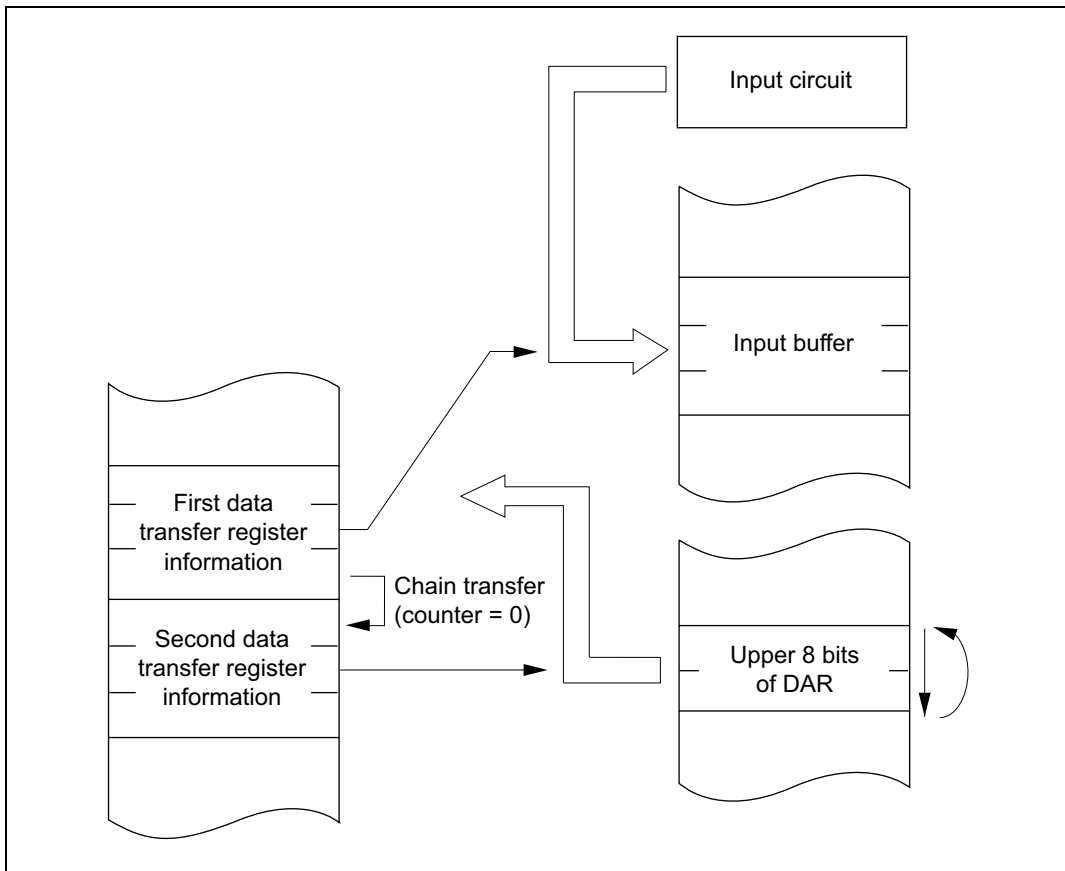 Input circuit
Input buffer
First data
transfer register
information
Chain transfer
(counter = 0)
Second data
transfer register
information
Upper 8 bits
of DAR